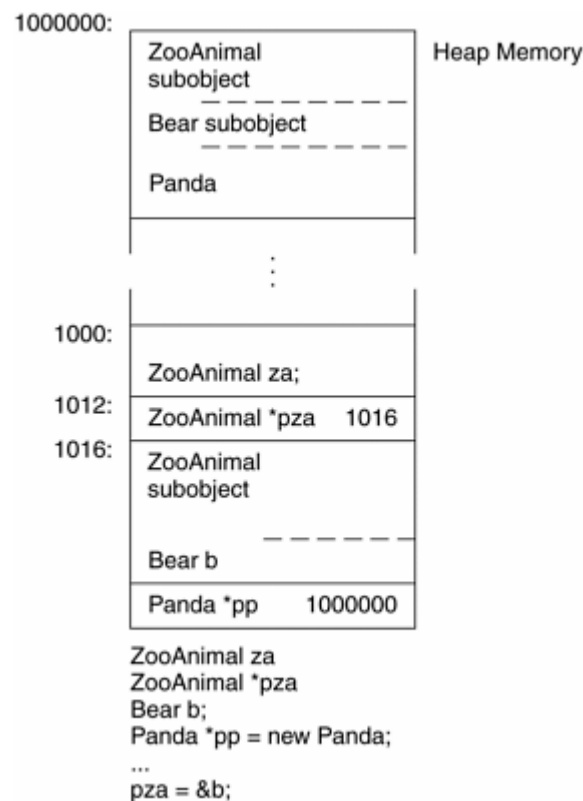 1000000:
ZooAnimal
subobject
Heap Memory
Bear subobject
Panda
1000:
ZooAnimal za;
1012:
ZooAnimal *pza 1016
1016:
ZooAnimal
subobject
Bear b
Panda *pp 1000000
ZooAnimal za
ZooAnimal *pza
Bear b;
Panda *pp = new Panda;
...
pza = &b;